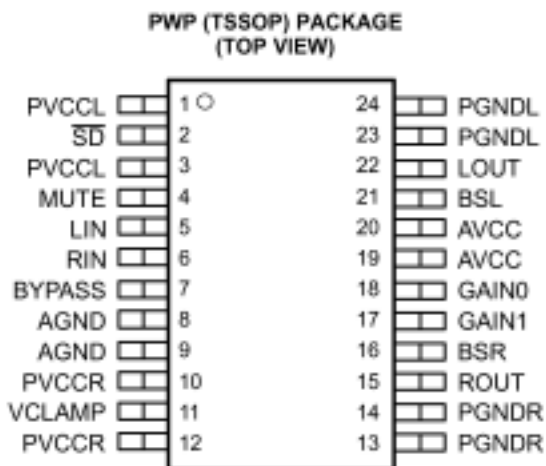 PWP (TSSOP) PACKAGE
(TOP VIEW)
PVCCL 1 24 PGNDL
SD 2 23 PGNDL
PVCCL 3 22 LOUT
MUTE 4 21 BSL
LIN 5 20 AVCC
RIN 6 19 AVCC
BYPASS 7 18 GAIN0
AGND 8 17 GAIN1
AGND 9 16 BSR
PVCCR 10 15 ROUT
VCLAMP 11 14 PGNDR
PVCCR 12 13 PGNDR